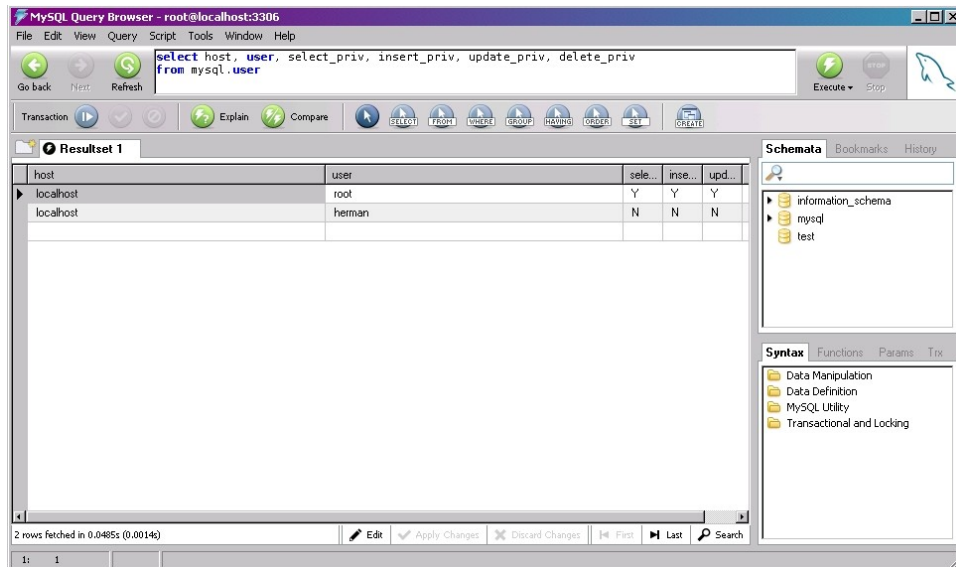 MySQL Query Browser - root@localhost:3306
File Edit View Query Script Tools Window Help
select host, user, select_priv, insert_priv, update_priv, delete_priv
from mysql.user
Go back Next Refresh Execute Stop
STOP
Transaction Explain Compare SELECT FROM WHERE GROUP HAVING ORDER SET CREATE
Resultset 1
host user sele... inse... upd...
localhost root Y Y Y
localhost herman N N N
Schemata Bookmarks History
information_schema
mysql
test
Syntax Functions Params Trx
Data Manipulation
Data Definition
MySQL Utility
Transactional and Locking
2 rows fetched in 0.0485s (0.0014s) Edit Apply Changes Discard Changes First Last Search
1: 1